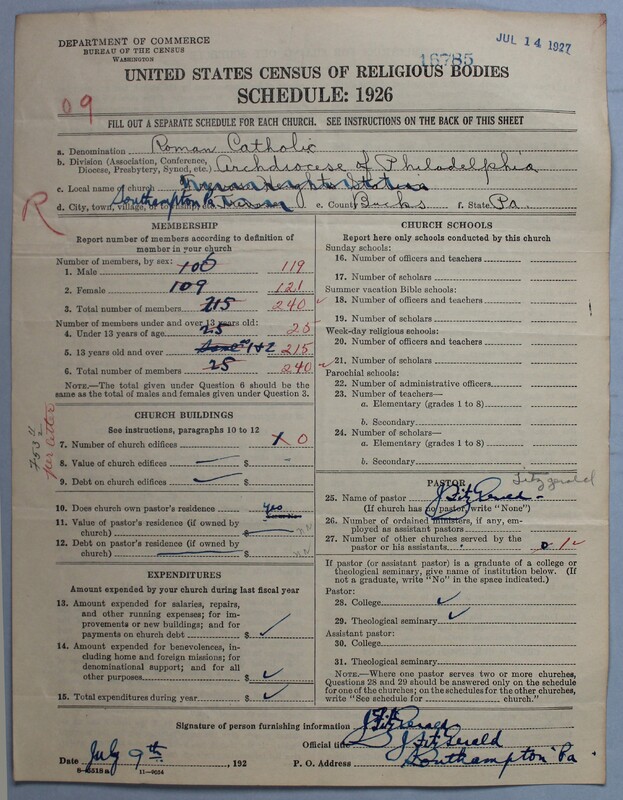 DEPARTMENT OF COMMERCE
BUREAU OF THE CENSUS
WASHINGTON
JUL 14 1927
16785
UNITED STATES CENSUS OF RELIGIOUS BODIES
SCHEDULE: 1926
09
FILL OUT A SEPARATE SCHEDULE FOR EACH CHURCH. SEE INSTRUCTIONS ON THE BACK OF THIS SHEET
a. Denomination Roman Catholic
b. Division (Association, Conference, Diocese, Presbytery, Synod, etc.) Archdiocese of Philadelphia
c. Local name of church
d. City, town, village, Southampton Pa e. County Bucks f. State Pa.
R
MEMBERSHIP
Report number of members according to definition of
member in your church
Number of members, by sex:
1. Male 106 119
2. Female 109 121
3. Total number of members 215 240
Number of members under and over 13 years old:
4. Under 13 years of age 25 25
5. 13 years old and over 215
6. Total number of members 25 240
NOTE.—The total given under Question 6 should be
same as the total of males and females given under Question 3.
CHURCH BUILDINGS
See instructions, paragraphs 10 to 12
7. Number of church edifices 0
8. Value of church edifices $
9. Debt on church edifices $
per letter
10. Does church own pastor's residence? yes
11. Value of pastor's residence (if owned by
church) $
12. Debt on pastor's residence (if owned by
church) $
EXPENDITURES
Amount expended by your church during last fiscal year
13. Amount expended for salaries, repairs,
and other running expenses; for im-
provements or new buildings; and for
payments on church debt $
14. Amount expended for benevolences, in-
cluding home and foreign missions; for
denominational support; and for all
other purposes $
15. Total expenditures during year $
CHURCH SCHOOLS
Report here only schools conducted by this church
Sunday schools:
16. Number of officers and teachers
17. Number of scholars
Summer vacation Bible schools:
18. Number of officers and teachers
19. Number of scholars
Week-day religious schools:
20. Number of officers and teachers
21. Number of scholars
Parochial schools:
22. Number of administrative officers
23. Number of teachers—
a. Elementary (grades 1 to 8)
b. Secondary
24. Number of scholars—
a. Elementary (grades 1 to 8)
b. Secondary
PASTOR
Fitzgerald
25. Name of pastor J FitzGerald
(If church has no pastor, write "None")
26. Number of ordained ministers, if any, em-
ployed as assistant pastors
27. Number of other churches served by the
pastor or his assistants
If pastor (or assistant pastor) is a graduate of a college or
theological seminary, give name of institution below. (If
not a graduate, write "No" in the space indicated.)
Pastor:
28. College
29. Theological seminary
Assistant pastor:
30. College
31. Theological seminary
NOTE.—Where one pastor serves two or more churches,
Questions 28 and 29 should be answered only on the schedule
for one of the churches; on the schedules for the other churches,
write "See schedule for church."
Signature of person furnishing information J FitzGerald
Official title J FitzGerald
Date July 9th, 192 P. O. Address Southampton Pa.
8—5518a 11—9054